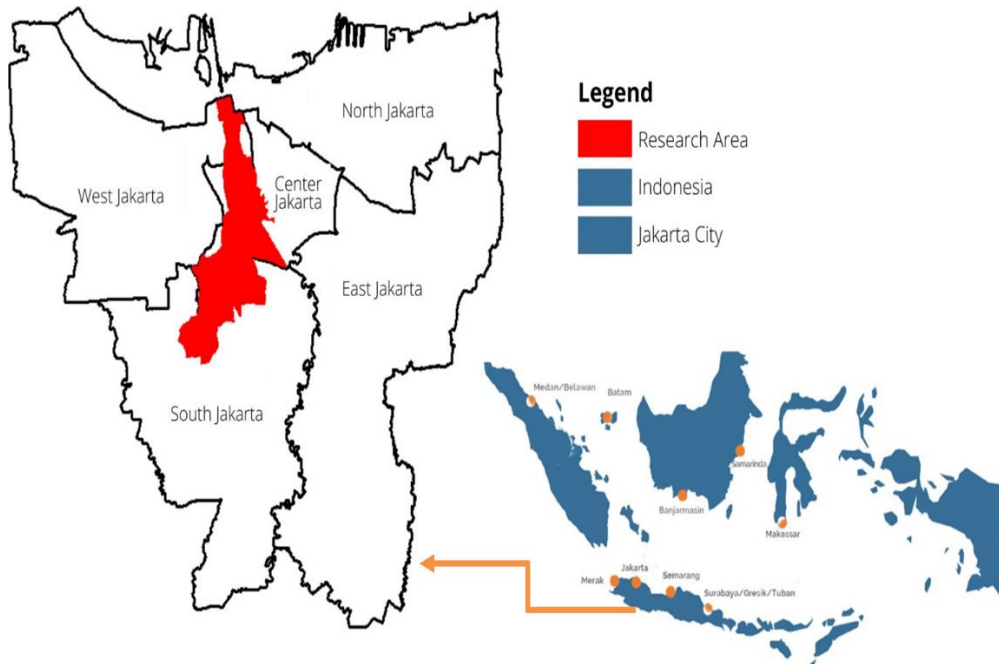 North Jakarta
West Jakarta
Center
Jakarta
East Jakarta
South Jakarta
Legend
Research Area
Indonesia
Jakarta City
Medan/Belawan
Batam
Samarinda
Banjarmasin
Makassar
Merak
Jakarta
Semarang
Surabaya/Gresik/Tuban